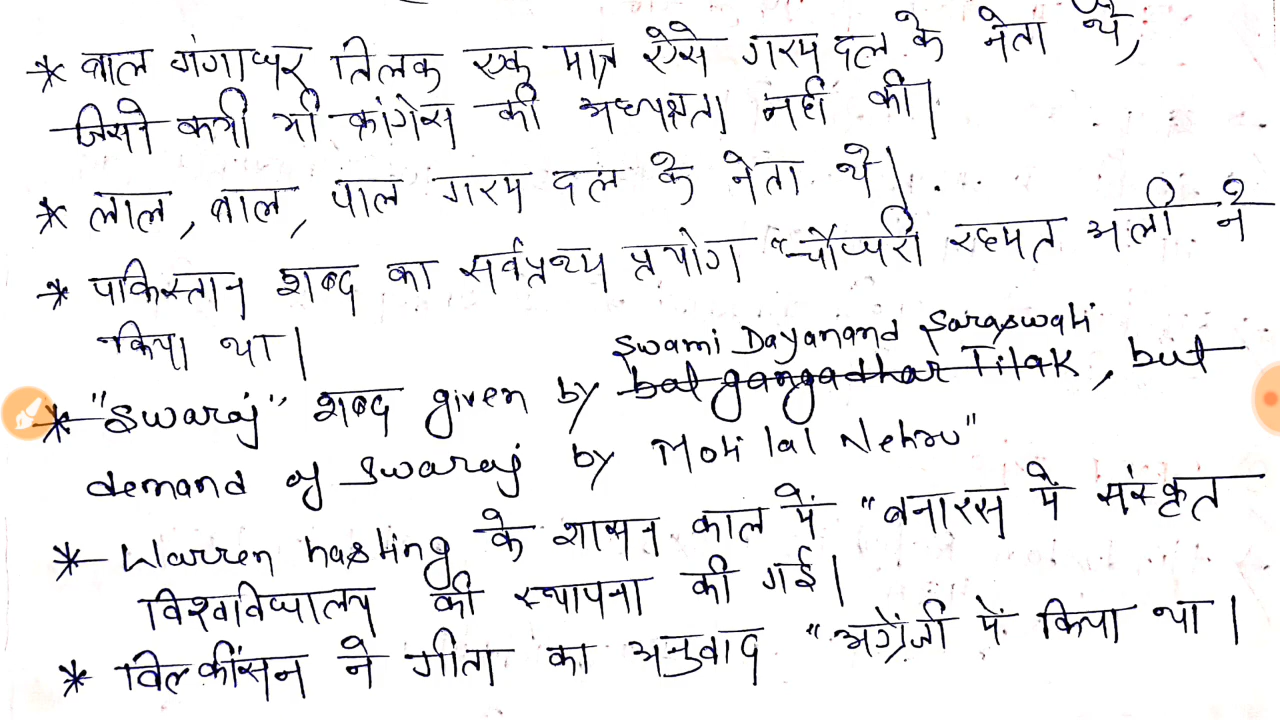 * बाल गंगाधर तिलक एक मात्र ऐसे गरम दल के नेता थे,
जिसने कभी भी कांग्रेस की अध्यक्षता नहीं की।
* लाल, बाल, पाल गरम दल के नेता थे।
* पाकिस्तान शब्द का सर्वप्रथम प्रयोग "चौधरी रहमत अली ने
किया था।
Swami Dayanand Saraswati
* "Swaraj" शब्द given by bal gangadhar Tilak, but
demand of Swaraj by Moti lal Nehru"
* Warren hasting के शासन काल में "बनारस में संस्कृत
विश्वविधालय की स्थापना की गई।
* विल्कींसन ने गीता का अनुवाद "अग्रेंजी में किया था।